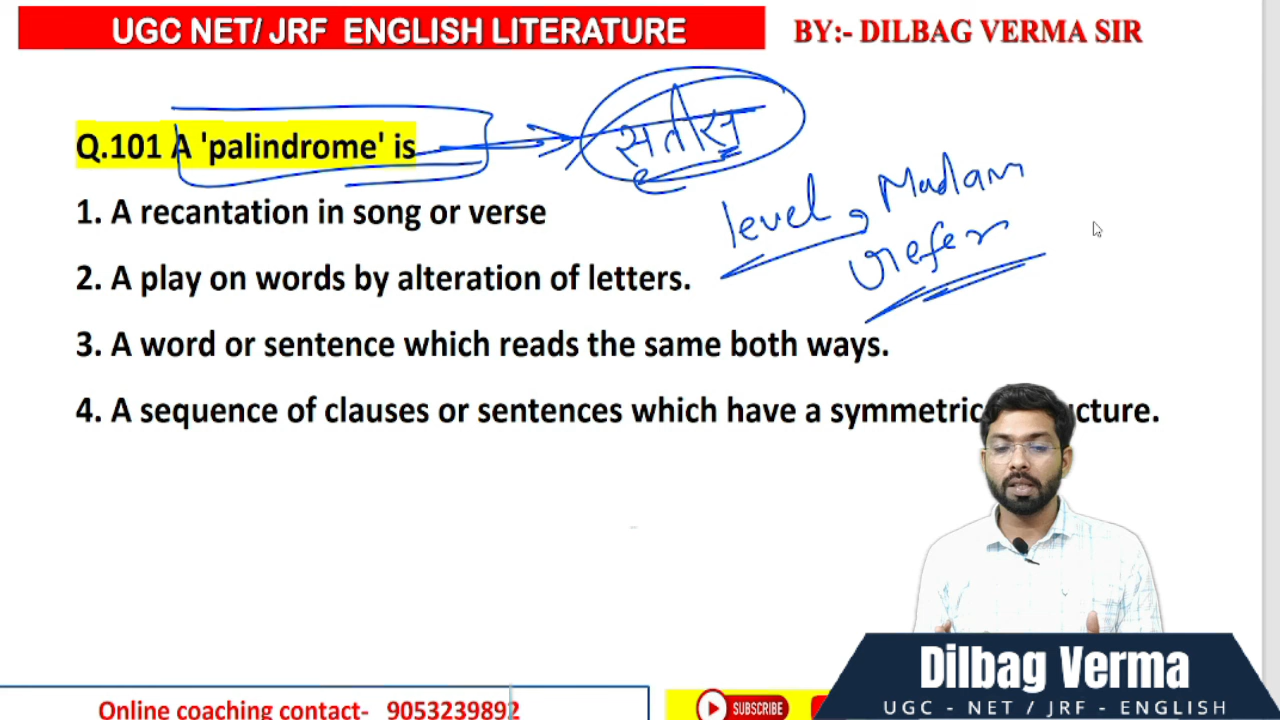 UGC NET/ JRF ENGLISH LITERATURE
BY:- DILBAG VERMA SIR
Q.101 A 'palindrome' is
सतीस
1. A recantation in song or verse
level, Madam
refer
2. A play on words by alteration of letters.
3. A word or sentence which reads the same both ways.
4. A sequence of clauses or sentences which have a symmetric ucture.
Dilbag Verma
UGC - NET / JRF - ENGLISH
Online coaching contact- 9053239892
SUBSCRIBE